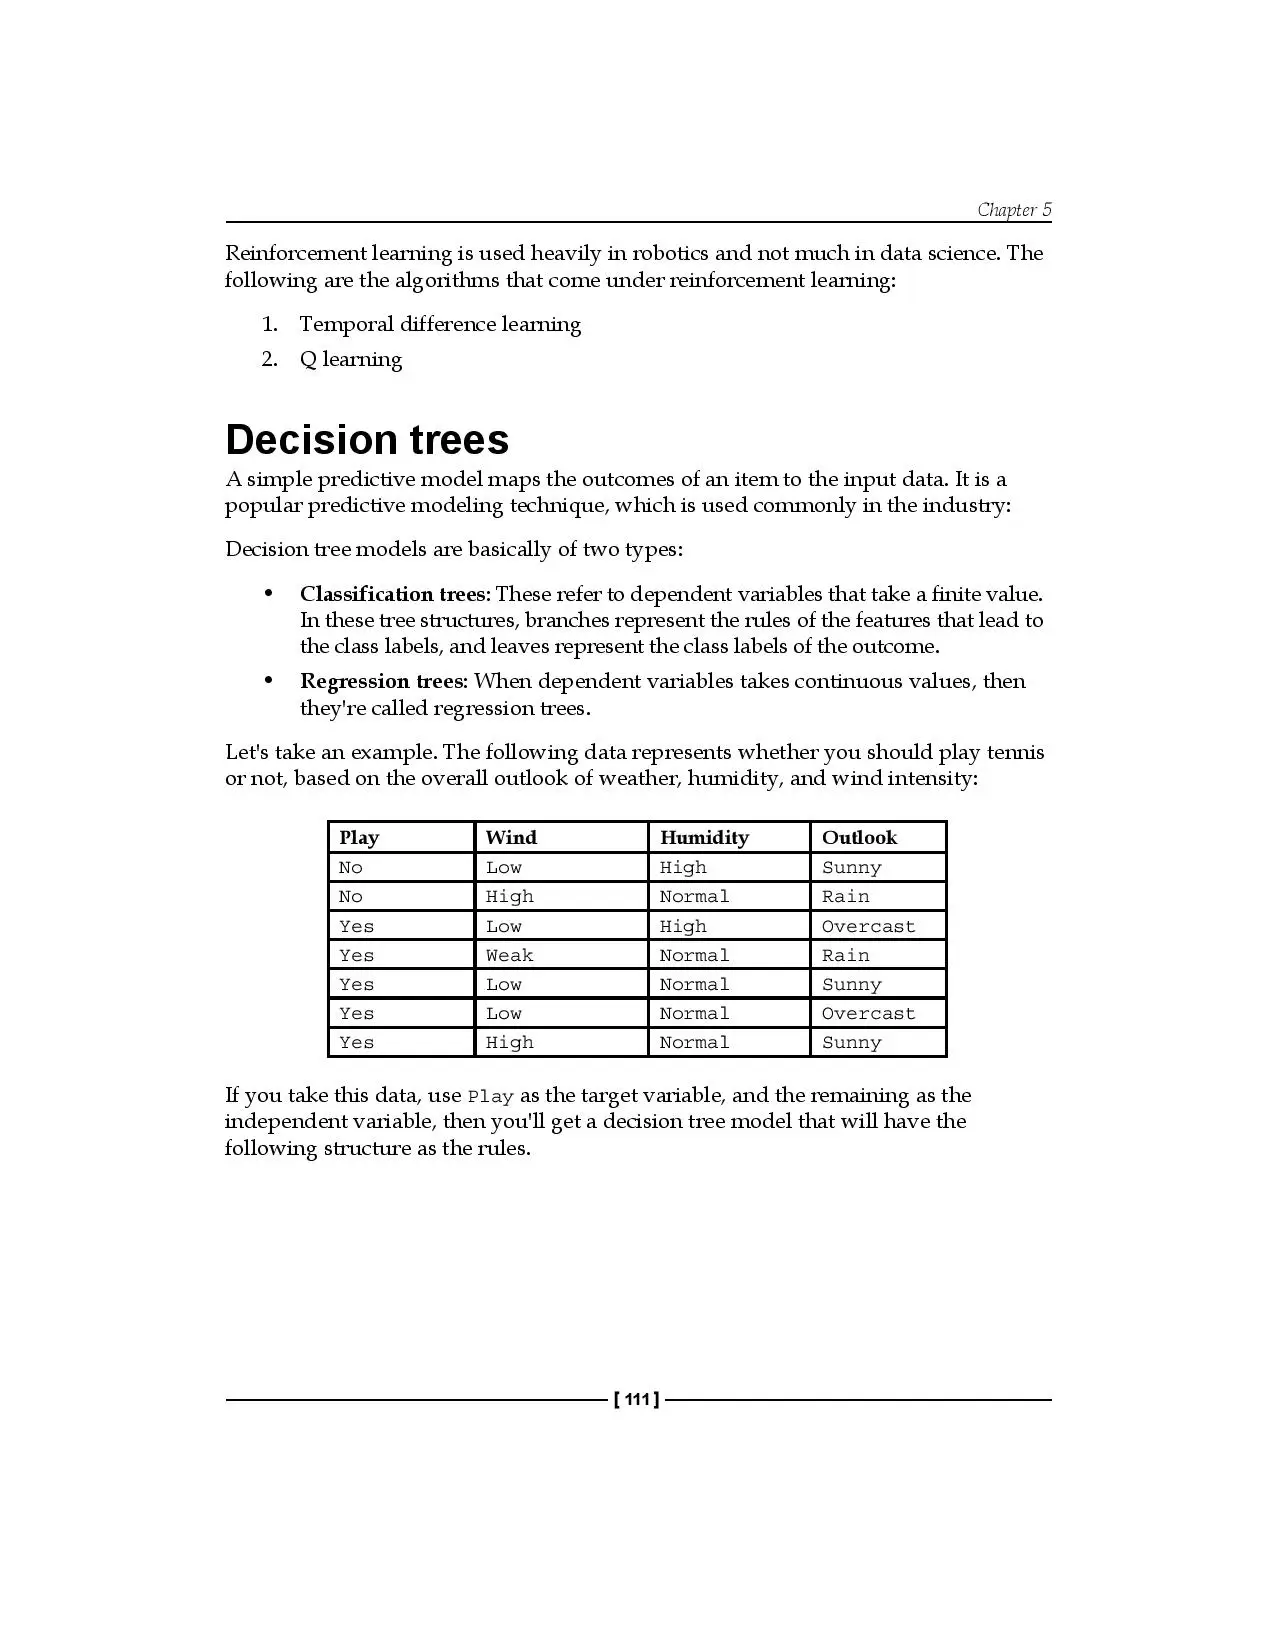 Chapter 5
Reinforcement learning is used heavily in robotics and not much in data science. The
following are the algorithms that come under reinforcement learning:
1. Temporal difference learning
2. Q learning
Decision trees
A simple predictive model maps the outcomes of an item to the input data. It is a
popular predictive modeling technique, which is used commonly in the industry:
Decision tree models are basically of two types:
• Classification trees: These refer to dependent variables that take a finite value.
In these tree structures, branches represent the rules of the features that lead to
the class labels, and leaves represent the class labels of the outcome.
• Regression trees: When dependent variables takes continuous values, then
they're called regression trees.
Let's take an example. The following data represents whether you should play tennis
or not, based on the overall outlook of weather, humidity, and wind intensity:
Play Wind Humidity Outlook
No Low High Sunny
No High Normal Rain
Yes Low High Overcast
Yes Weak Normal Rain
Yes Low Normal Sunny
Yes Low Normal Overcast
Yes High Normal Sunny
If you take this data, use Play as the target variable, and the remaining as the
independent variable, then you'll get a decision tree model that will have the
following structure as the rules.
[ 111 ]